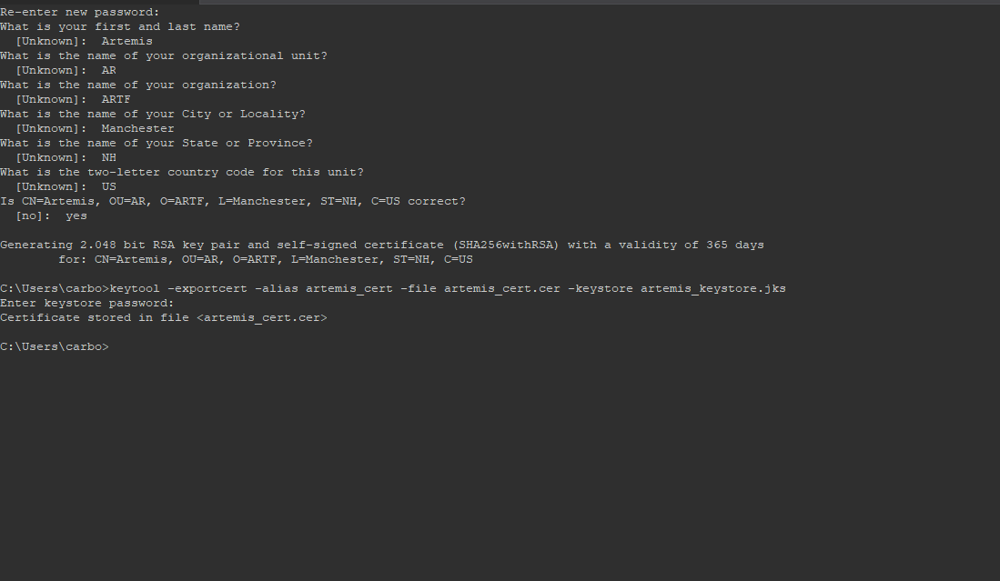 Re-enter new password:
What is your first and last name?
  [Unknown]:  Artemis
What is the name of your organizational unit?
  [Unknown]:  AR
What is the name of your organization?
  [Unknown]:  ARTF
What is the name of your City or Locality?
  [Unknown]:  Manchester
What is the name of your State or Province?
  [Unknown]:  NH
What is the two-letter country code for this unit?
  [Unknown]:  US
Is CN=Artemis, OU=AR, O=ARTF, L=Manchester, ST=NH, C=US correct?
  [no]:  yes

Generating 2.048 bit RSA key pair and self-signed certificate (SHA256withRSA) with a validity of 365 days
        for: CN=Artemis, OU=AR, O=ARTF, L=Manchester, ST=NH, C=US

C:\Users\carbo>keytool -exportcert -alias artemis_cert -file artemis_cert.cer -keystore artemis_keystore.jks
Enter keystore password:
Certificate stored in file <artemis_cert.cer>

C:\Users\carbo>